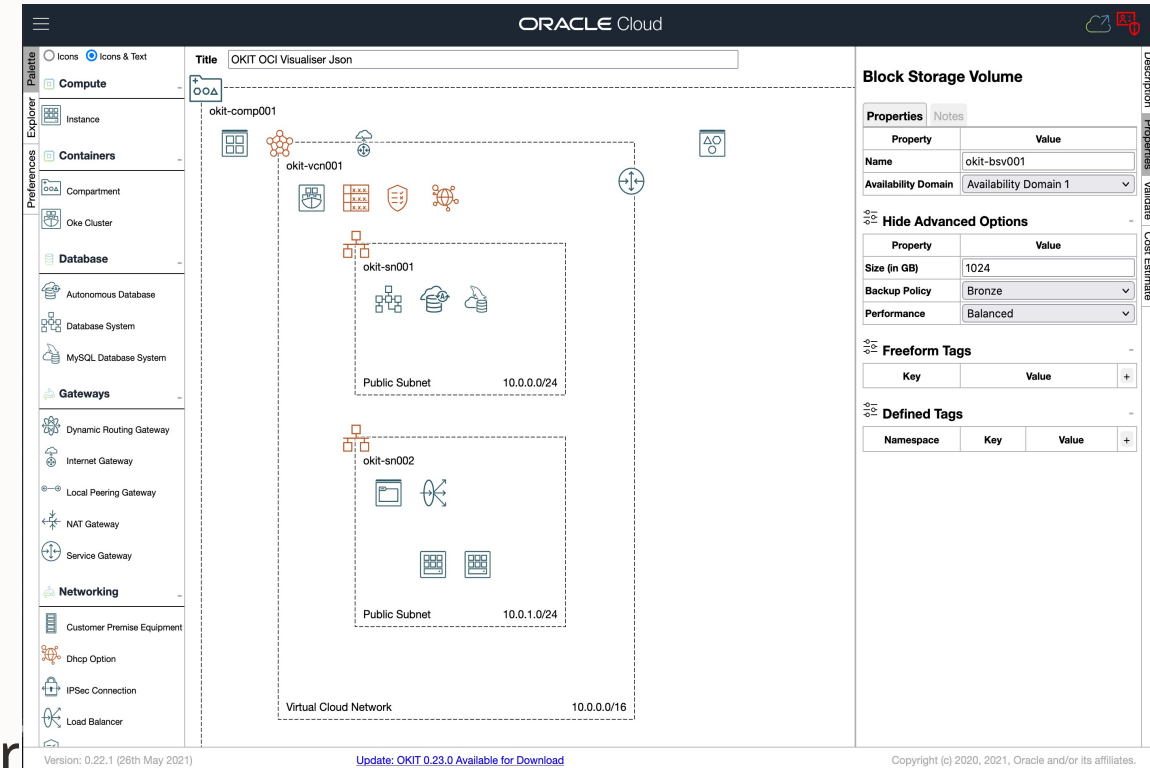 ORACLE Cloud
Palette
Explorer
Preferences
Icons Icons & Text
Compute
Instance
Containers
Compartment
Oke Cluster
Database
Autonomous Database
Database System
MySQL Database System
Gateways
Dynamic Routing Gateway
Internet Gateway
Local Peering Gateway
NAT Gateway
Service Gateway
Networking
Customer Premise Equipment
Dhcp Option
IPSec Connection
Load Balancer
Title OKIT OCI Visualiser Json
okit-comp001
okit-vcn001
okit-sn001
Public Subnet 10.0.0.0/24
okit-sn002
Public Subnet 10.0.1.0/24
Virtual Cloud Network 10.0.0.0/16
Block Storage Volume
Properties Notes
Property Value
Name okit-bsv001
Availability Domain Availability Domain 1
Hide Advanced Options
Property Value
Size (in GB) 1024
Backup Policy Bronze
Performance Balanced
Freeform Tags
Key Value +
Defined Tags
Namespace Key Value +
Description
Properties
Validate
Cost Estimate
r
Version: 0.22.1 (26th May 2021) Update: OKIT 0.23.0 Available for Download Copyright (c) 2020, 2021, Oracle and/or its affiliates.